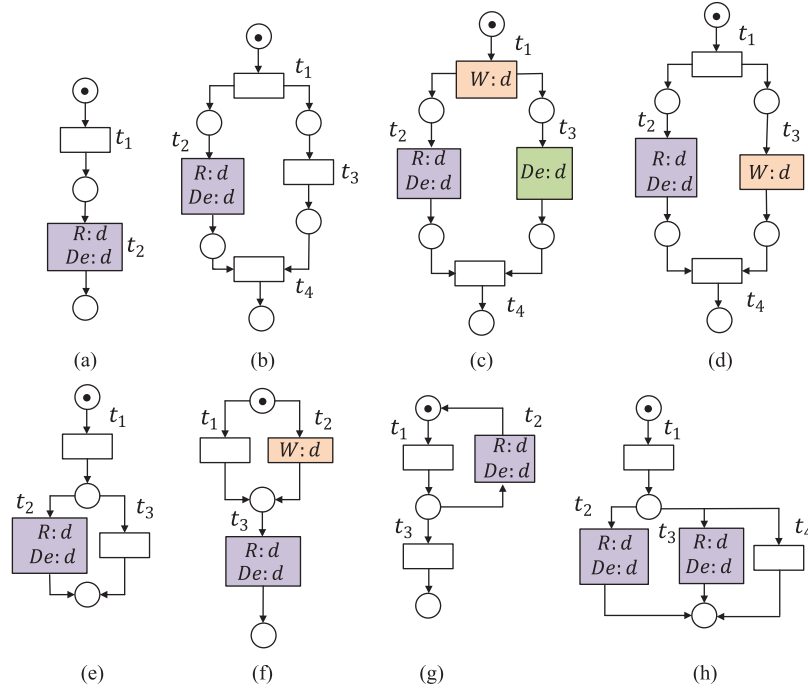 t₁
R: d
De: d
t₂
(a)
t₁
t₂
R: d
De: d
t₃
t₄
(b)
t₁
W: d
t₂
R: d
De: d
t₃
De: d
t₄
(c)
t₁
t₂
R: d
De: d
t₃
W: d
t₄
(d)
t₁
t₂
R: d
De: d
t₃
(e)
t₁
t₂
W: d
t₃
R: d
De: d
(f)
t₁
t₂
R: d
De: d
t₃
(g)
t₁
t₂
R: d
De: d
t₃
R: d
De: d
t₄
(h)